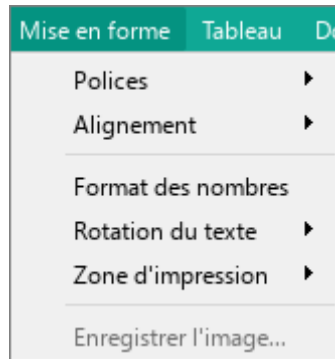 Mise en forme Tableau
Polices
Alignement
Format des nombres
Rotation du texte
Zone d'impression
Enregistrer l'image...